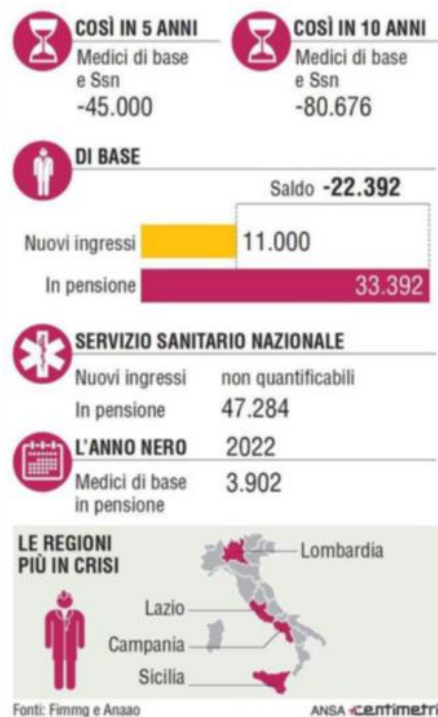 COSÌ IN 5 ANNI
Medici di base
e Ssn
-45.000
COSÌ IN 10 ANNI
Medici di base
e Ssn
-80.676
DI BASE
Saldo -22.392
Nuovi ingressi 11.000
In pensione 33.392
SERVIZIO SANITARIO NAZIONALE
Nuovi ingressi non quantificabili
In pensione 47.284
L'ANNO NERO 2022
Medici di base 3.902
in pensione
LE REGIONI
PIÙ IN CRISI
Lombardia
Lazio
Campania
Sicilia
Fonti: Fimmg e Anaao
ANSA centimetri